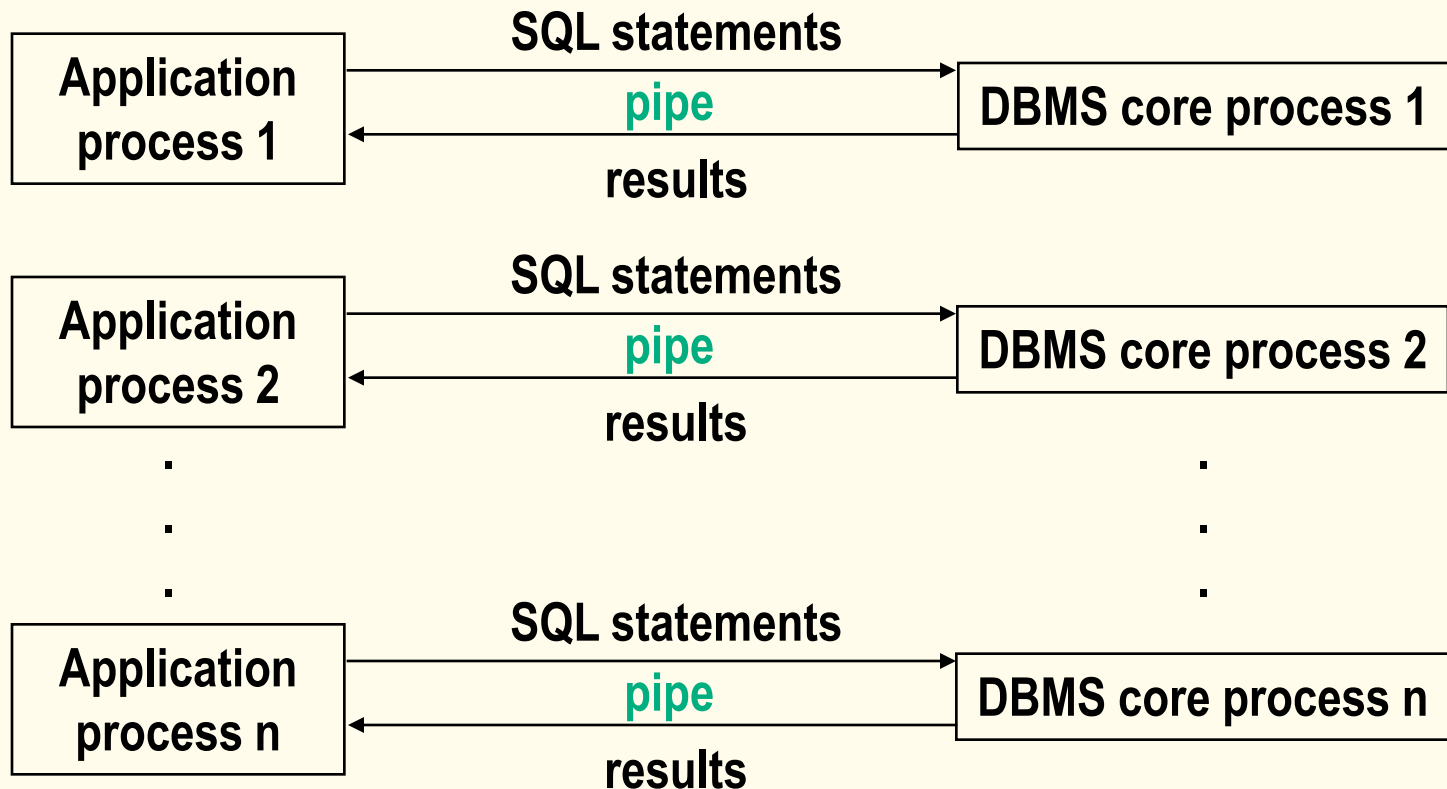 SQL statements
Application
process 1
pipe
DBMS core process 1
results
SQL statements
Application
process 2
pipe
DBMS core process 2
results
.
.
.
.
.
.
SQL statements
Application
process n
pipe
DBMS core process n
results